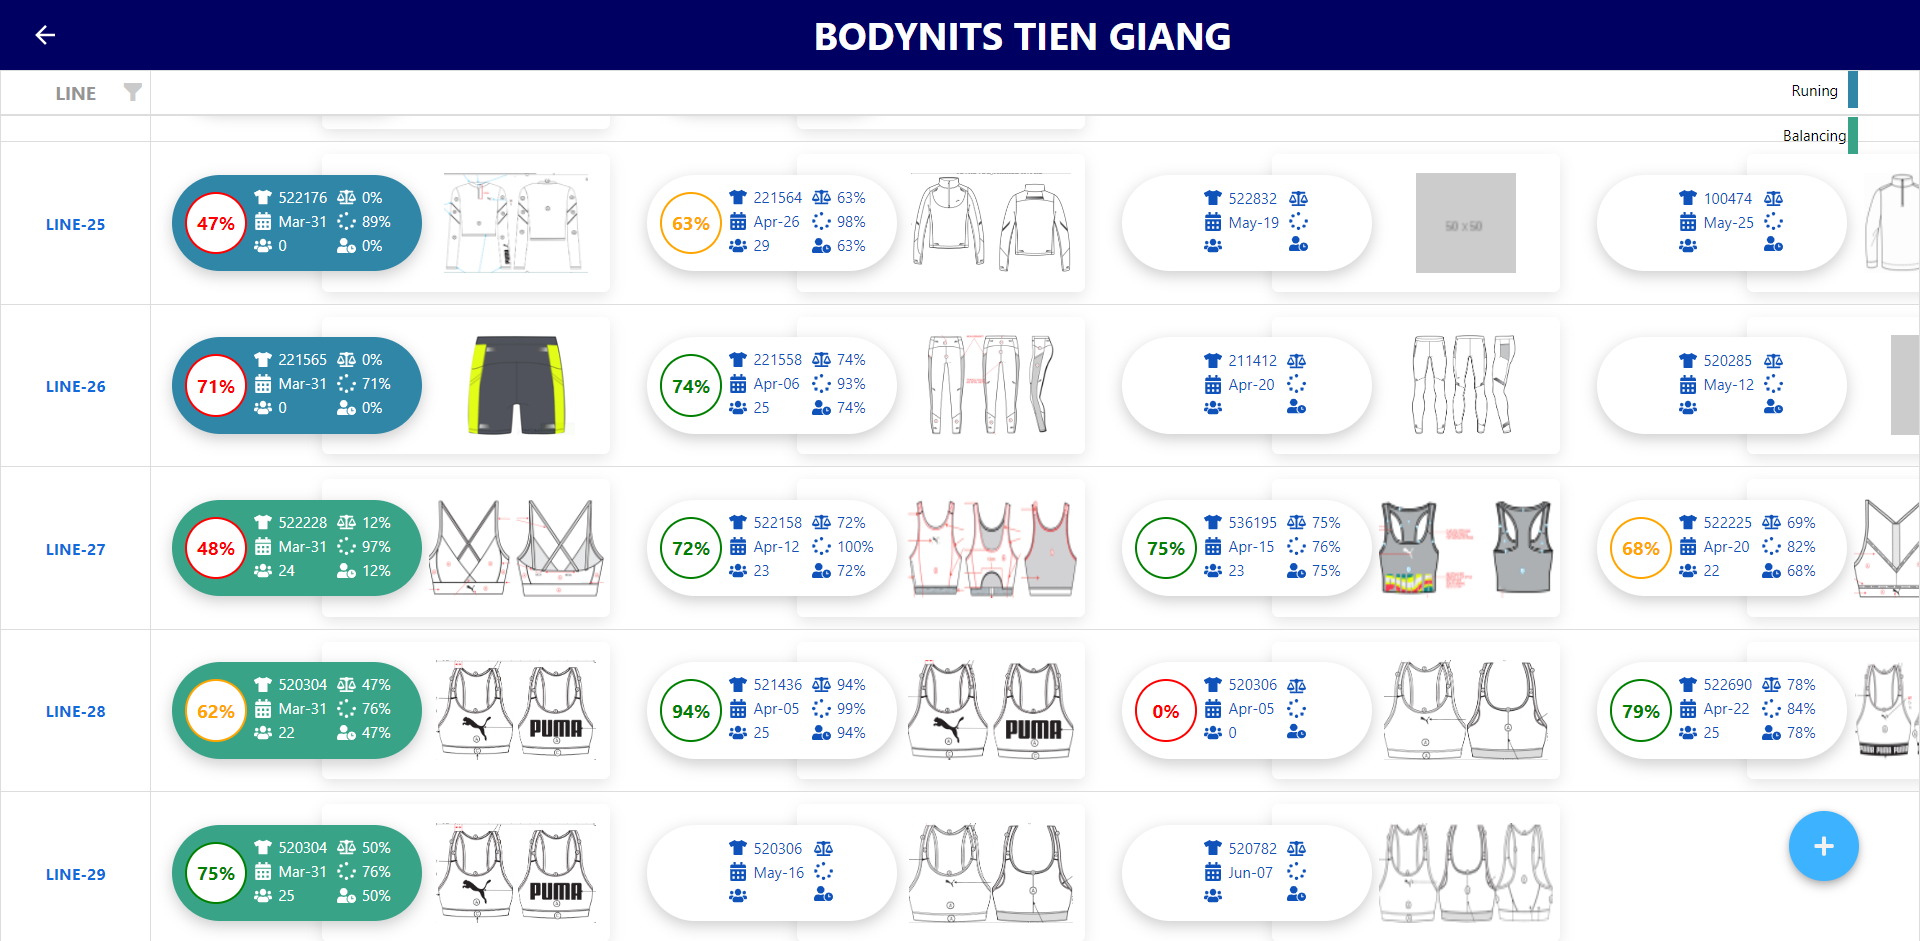 BODYNITS TIEN GIANG
LINE
Runing
Balancing
LINE-25
47%
522176 0%
Mar-31 89%
0 0%
63%
221564 63%
Apr-26 98%
29 63%
522832
May-19
50 x 50
100474
May-25
LINE-26
71%
221565 0%
Mar-31 71%
0 0%
74%
221558 74%
Apr-06 93%
25 74%
211412
Apr-20
520285
May-12
LINE-27
48%
522228 12%
Mar-31 97%
24 12%
72%
522158 72%
Apr-12 100%
23 72%
75%
536195 75%
Apr-15 76%
23 75%
68%
522225 69%
Apr-20 82%
22 68%
LINE-28
62%
520304 47%
Mar-31 76%
22 47%
PUMA
94%
521436 94%
Apr-05 99%
25 94%
PUMA
0%
520306
Apr-05
0
79%
522690 78%
Apr-22 84%
25 78%
LINE-29
75%
520304 50%
Mar-31 76%
25 50%
PUMA
520306
May-16
520782
Jun-07
+